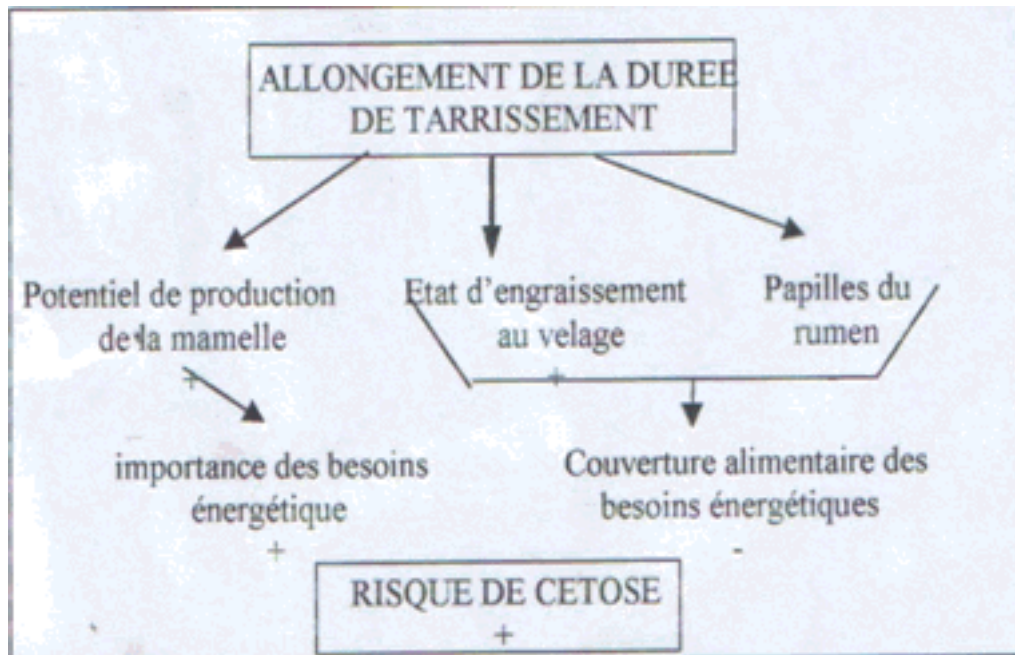 ALLONGEMENT DE LA DUREE
DE TARRISSEMENT
Potentiel de production
de la mamelle
+
Etat d'engraissement
au velage
+
Papilles du
rumen
importance des besoins
énergétique
+
Couverture alimentaire des
besoins énergétiques
-
RISQUE DE CETOSE
+